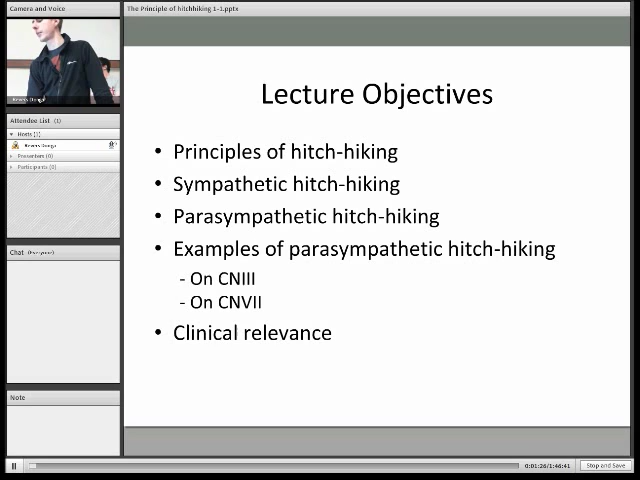 Camera and Voice
The Principle of hitchhiking 1-1.pptx
Attendee List (1)
Hosts (1)
Presenters (0)
Participants (0)
Chat (Everyone)
Note
Lecture Objectives
• Principles of hitch-hiking
• Sympathetic hitch-hiking
• Parasympathetic hitch-hiking
• Examples of parasympathetic hitch-hiking
- On CNIII
- On CNVII
• Clinical relevance
0:01:26/1:46:41
Stop and Save